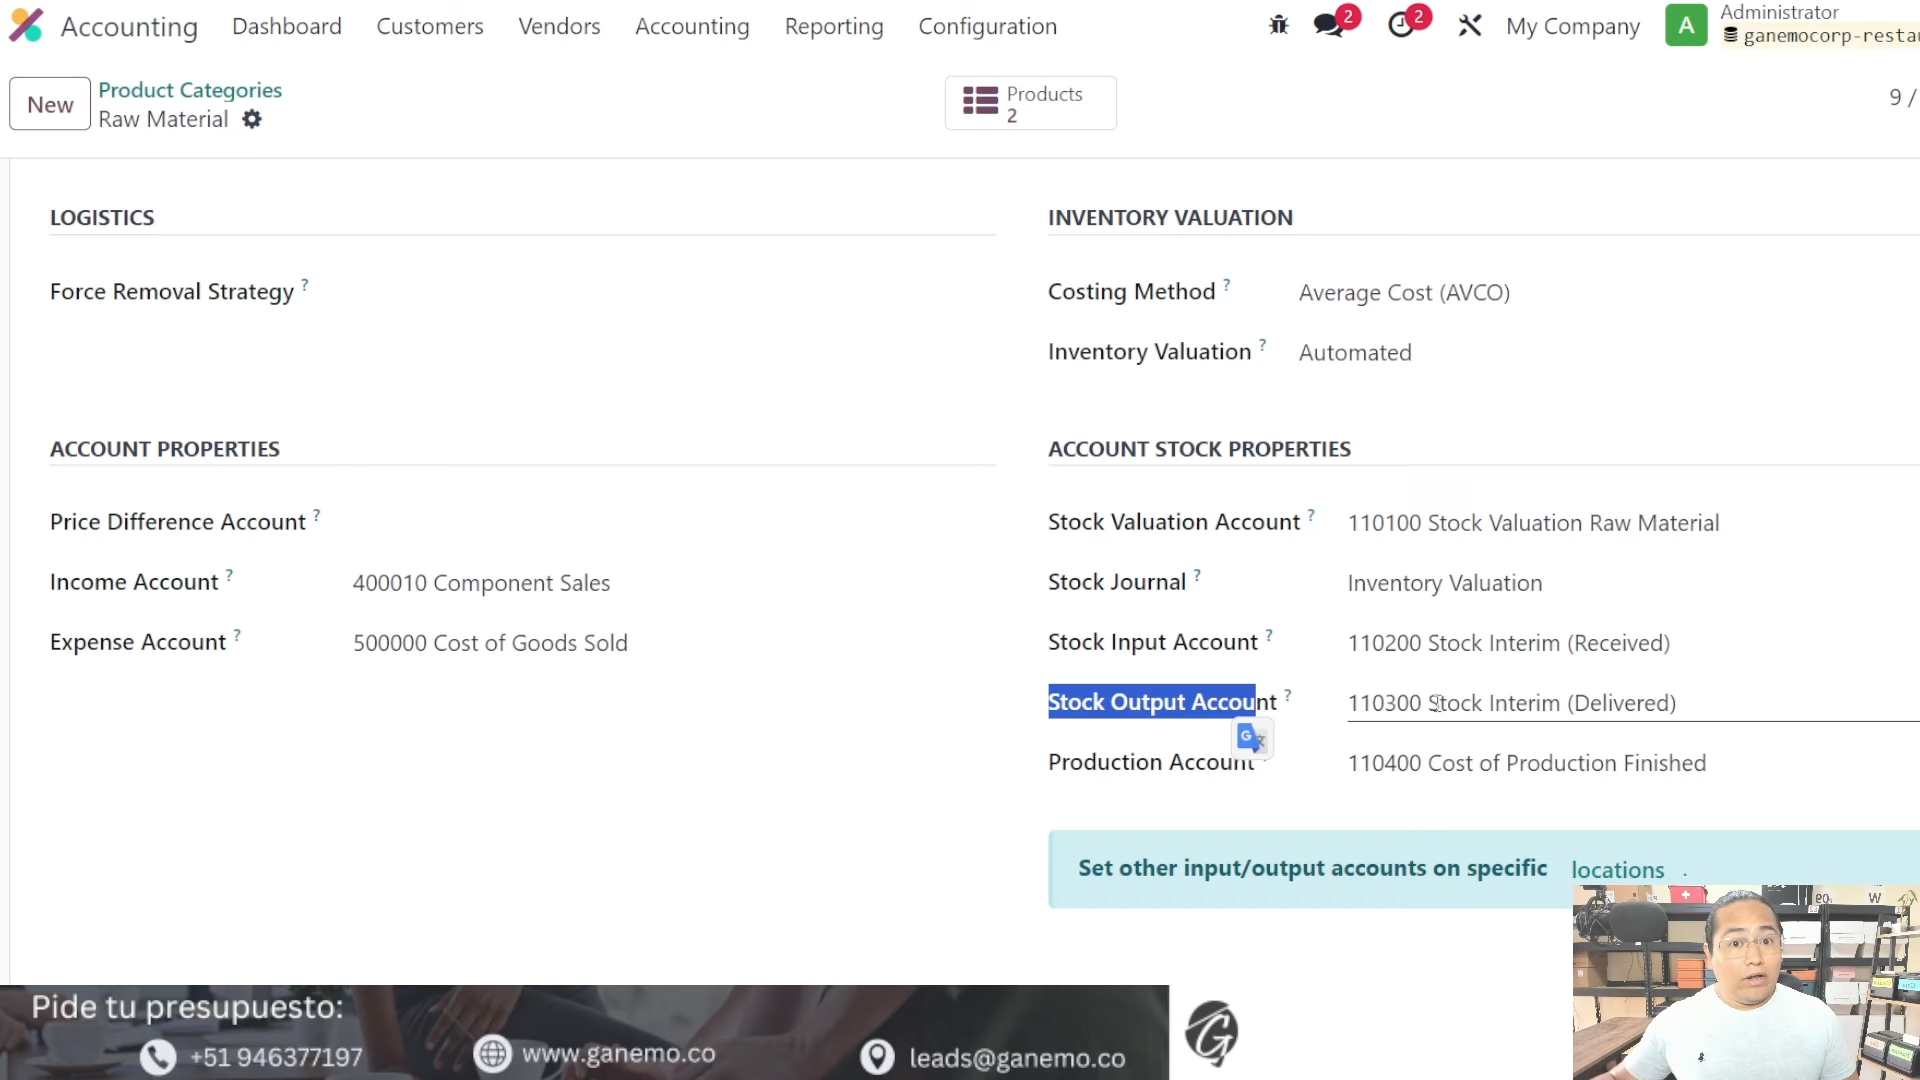 Accounting Dashboard Customers Vendors Accounting Reporting Configuration 2 2 My Company A Administrator
ganemocorp-restau
New Product Categories
Raw Material
Products
2
9 /
LOGISTICS
Force Removal Strategy ?
INVENTORY VALUATION
Costing Method ? Average Cost (AVCO)
Inventory Valuation ? Automated
ACCOUNT PROPERTIES
Price Difference Account ?
Income Account ? 400010 Component Sales
Expense Account ? 500000 Cost of Goods Sold
ACCOUNT STOCK PROPERTIES
Stock Valuation Account ? 110100 Stock Valuation Raw Material
Stock Journal ? Inventory Valuation
Stock Input Account ? 110200 Stock Interim (Received)
Stock Output Account ? 110300 Stock Interim (Delivered)
Production Account 110400 Cost of Production Finished
Set other input/output accounts on specific locations .
Pide tu presupuesto:
+51 946377197 www.ganemo.co leads@ganemo.co